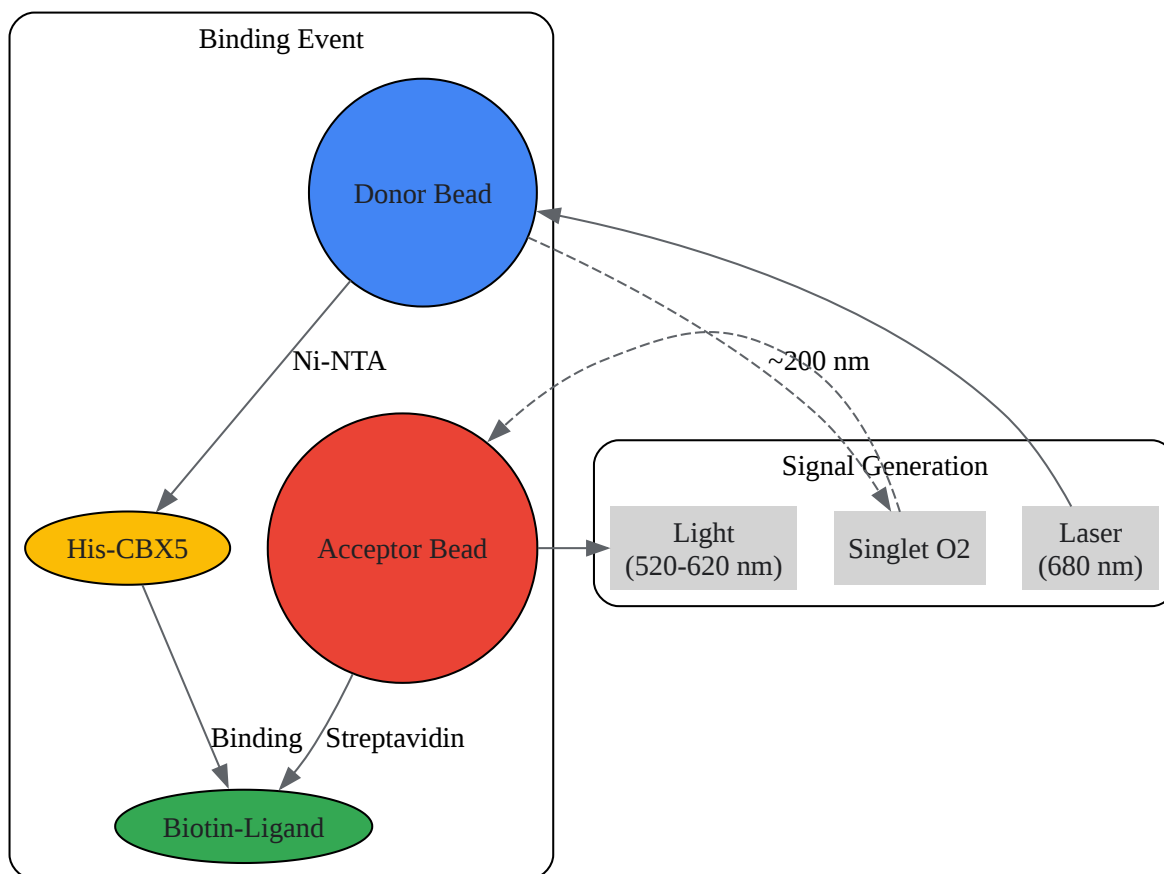 Binding Event
Donor Bead
Ni-NTA
~200 nm
Signal Generation
His-CBX5
Acceptor Bead
Light
(520-620 nm)
Singlet O2
Laser
(680 nm)
Binding
Streptavidin
Biotin-Ligand